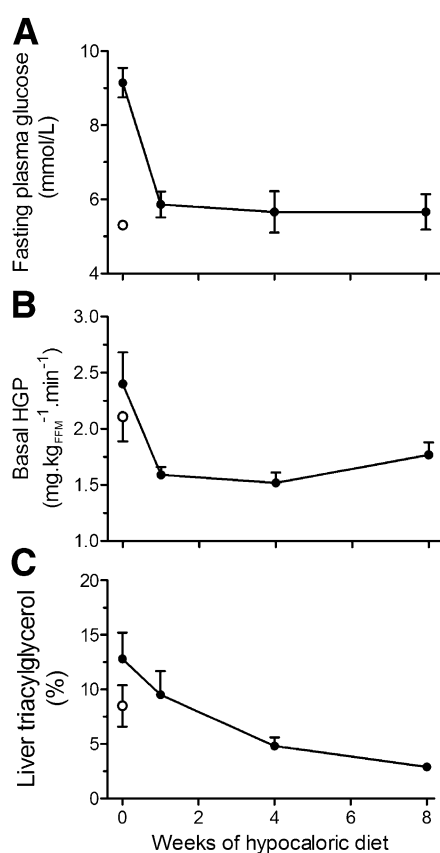 A
Fasting plasma glucose
(mmol/L)
10
8
6
4
B
Basal HGP
(mg.kg FFM -1 .min -1)
3.0
2.5
2.0
1.5
1.0
C
Liver triacylglycerol
(%)
20
15
10
5
0
0 2 4 6 8
Weeks of hypocaloric diet